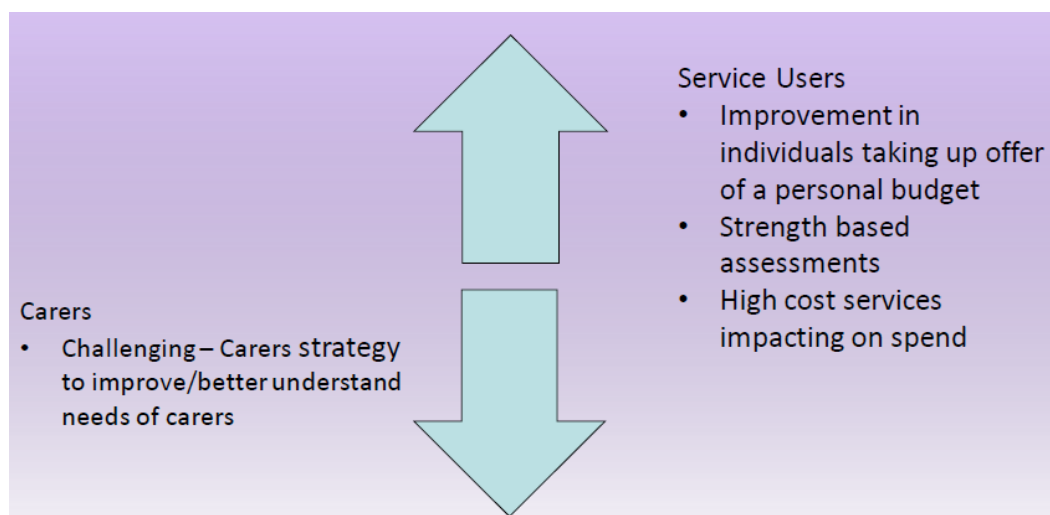 Service Users
• Improvement in
individuals taking up offer
of a personal budget
• Strength based
assessments
• High cost services
impacting on spend
Carers
• Challenging – Carers strategy
to improve/better understand
needs of carers